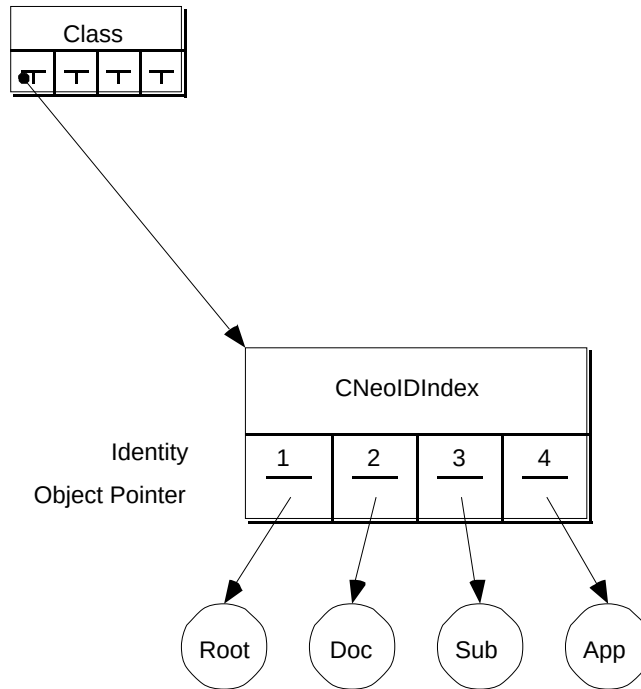 Class
CNeoIDIndex
Identity 1 2 3 4
Object Pointer
Root Doc Sub App